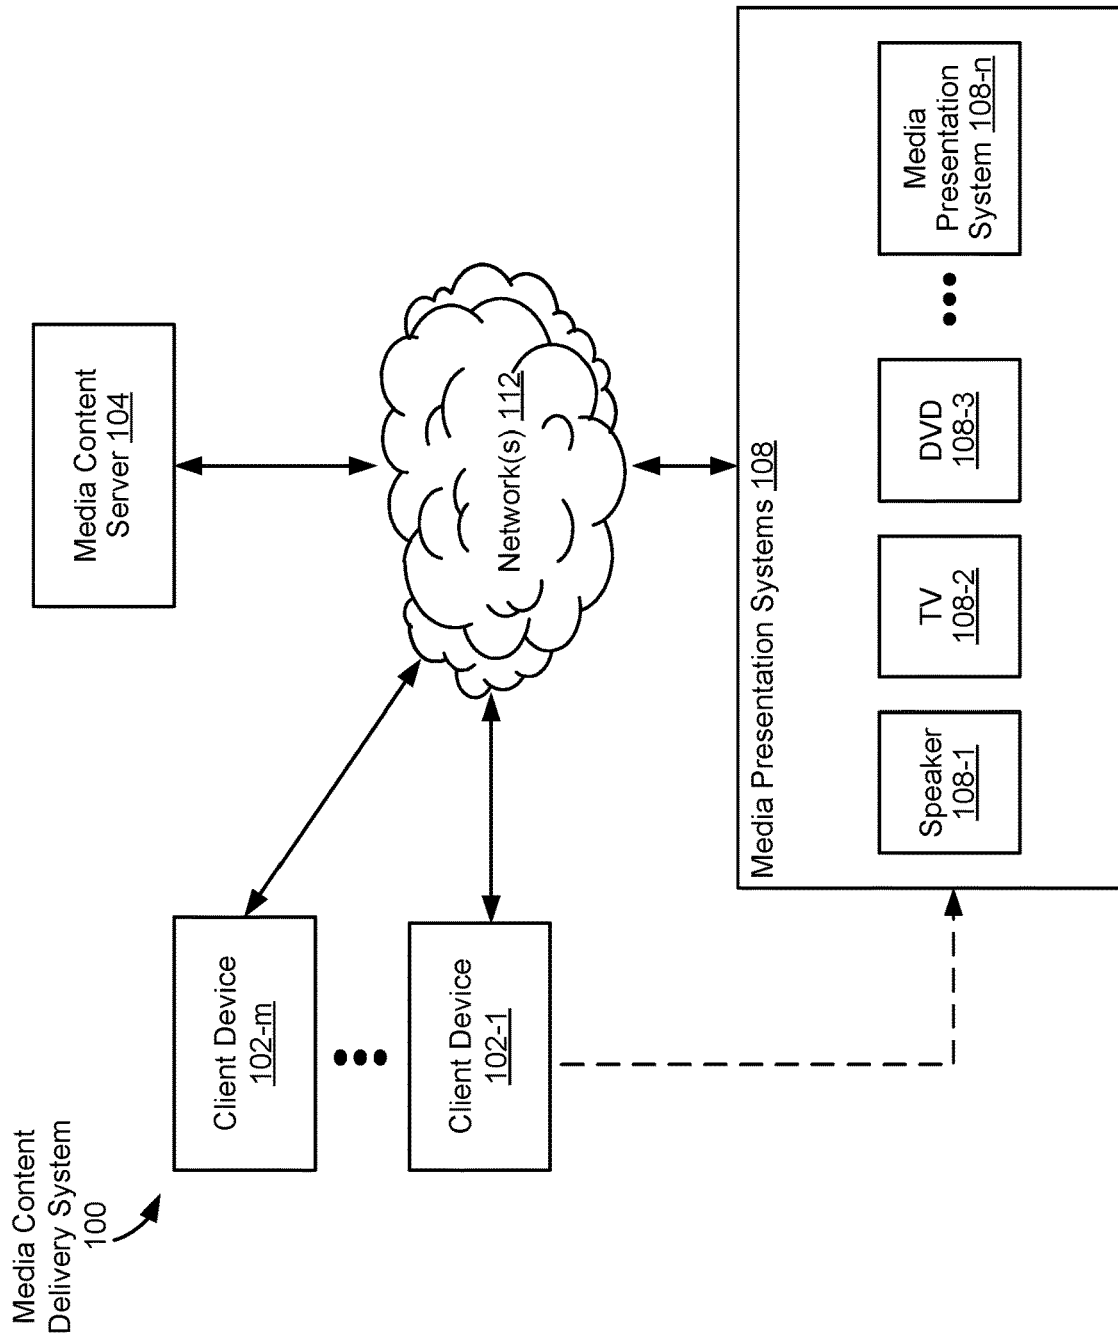 Media Content
Delivery System
100
Client Device
102-m
Client Device
102-1
Media Content
Server 104
Network(s) 112
Media Presentation Systems 108
Speaker
108-1
TV
108-2
DVD
108-3
Media
Presentation
System 108-n